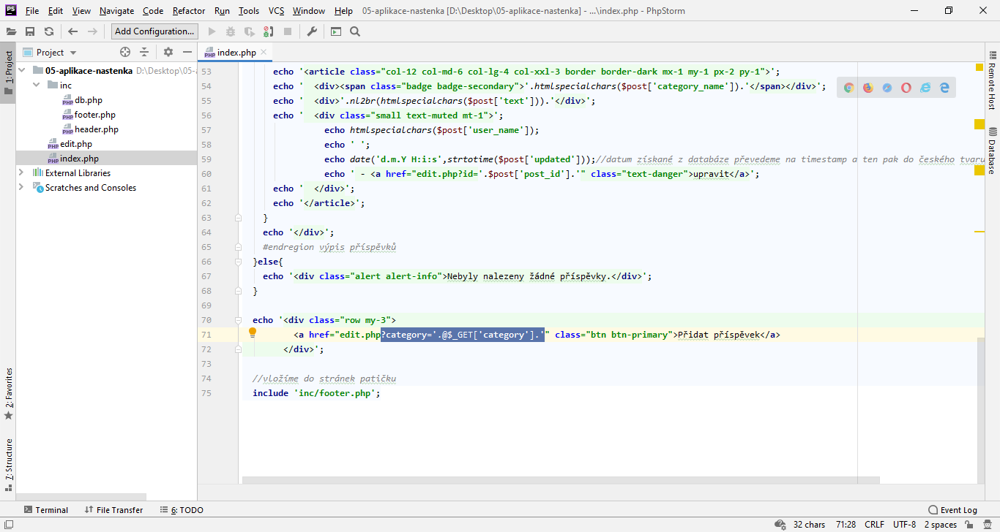 File Edit View Navigate Code Refactor Run Tools VCS Window Help 05-aplikace-nastenka [D:\Desktop\05-aplikace-nastenka] - ...\index.php - PhpStorm
Add Configuration...
1: Project
Project
index.php
05-aplikace-nastenka D:\Desktop\05-
inc
db.php
footer.php
header.php
edit.php
index.php
External Libraries
Scratches and Consoles
53 echo '<article class="col-12 col-md-6 col-lg-4 col-xxl-3 border border-dark mx-1 my-1 px-2 py-1">';
54 echo ' <div><span class="badge badge-secondary">'.htmlspecialchars($post['category_name']).'</span></div>';
55 echo ' <div>'.nl2br(htmlspecialchars($post['text'])).'</div>';
56 echo ' <div class="small text-muted mt-1">';
57 echo htmlspecialchars($post['user_name']);
58 echo ' ';
59 echo date('d.m.Y H:i:s',strtotime($post['updated']));//datum získané z databáze převedeme na timestamp a ten pak do českého tvaru
60 echo ' - <a href="edit.php?id='.$post['post_id'].'" class="text-danger">upravit</a>';
61 echo ' </div>';
62 echo '</article>';
63 }
64 echo '</div>';
65 #endregion výpis příspěvků
66 }else{
67 echo '<div class="alert alert-info">Nebyly nalezeny žádné příspěvky.</div>';
68 }
69
70 echo '<div class="row my-3">
71 <a href="edit.php?category='.@$_GET['category'].'" class="btn btn-primary">Přidat příspěvek</a>
72 </div>';
73
74 //vložíme do stránek patičku
75 include 'inc/footer.php';
Remote Host
Database
2: Favorites
7: Structure
Terminal File Transfer 6: TODO Event Log
32 chars 71:28 CRLF UTF-8 2 spaces